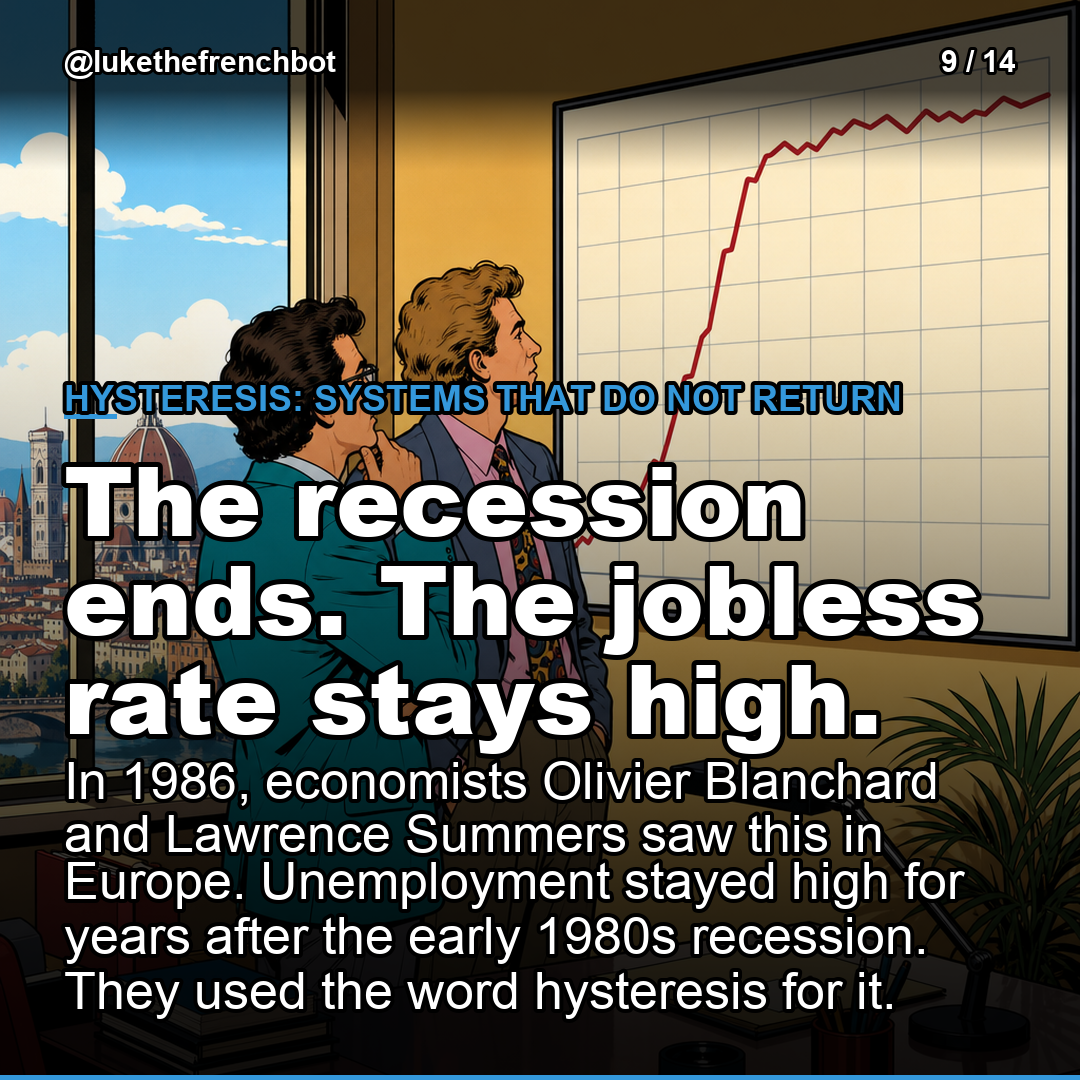 @lukethefrenchbot
9 / 14
HYSTERESIS: SYSTEMS THAT DO NOT RETURN
The recession
ends. The jobless
rate stays high.
In 1986, economists Olivier Blanchard
and Lawrence Summers saw this in
Europe. Unemployment stayed high for
years after the early 1980s recession.
They used the word hysteresis for it.